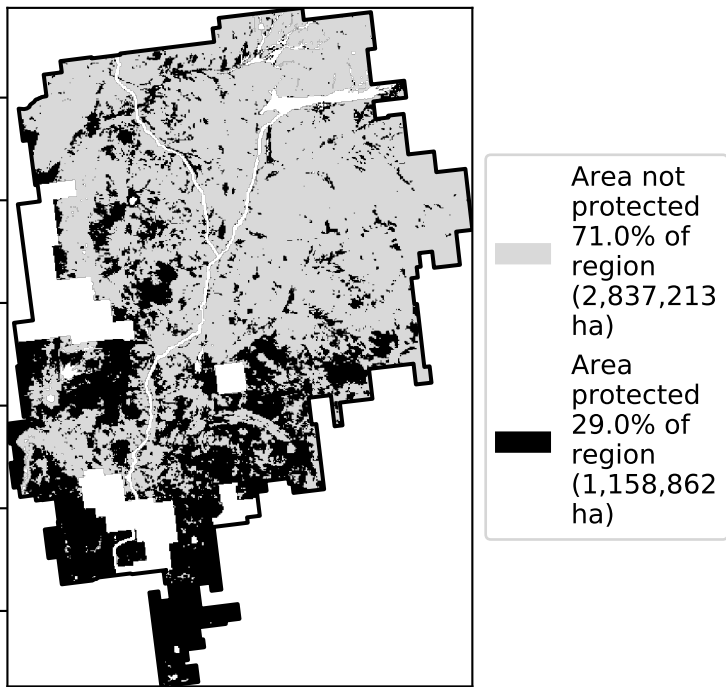 Area not
protected
71.0% of
region
(2,837,213
ha)
Area
protected
29.0% of
region
(1,158,862
ha)